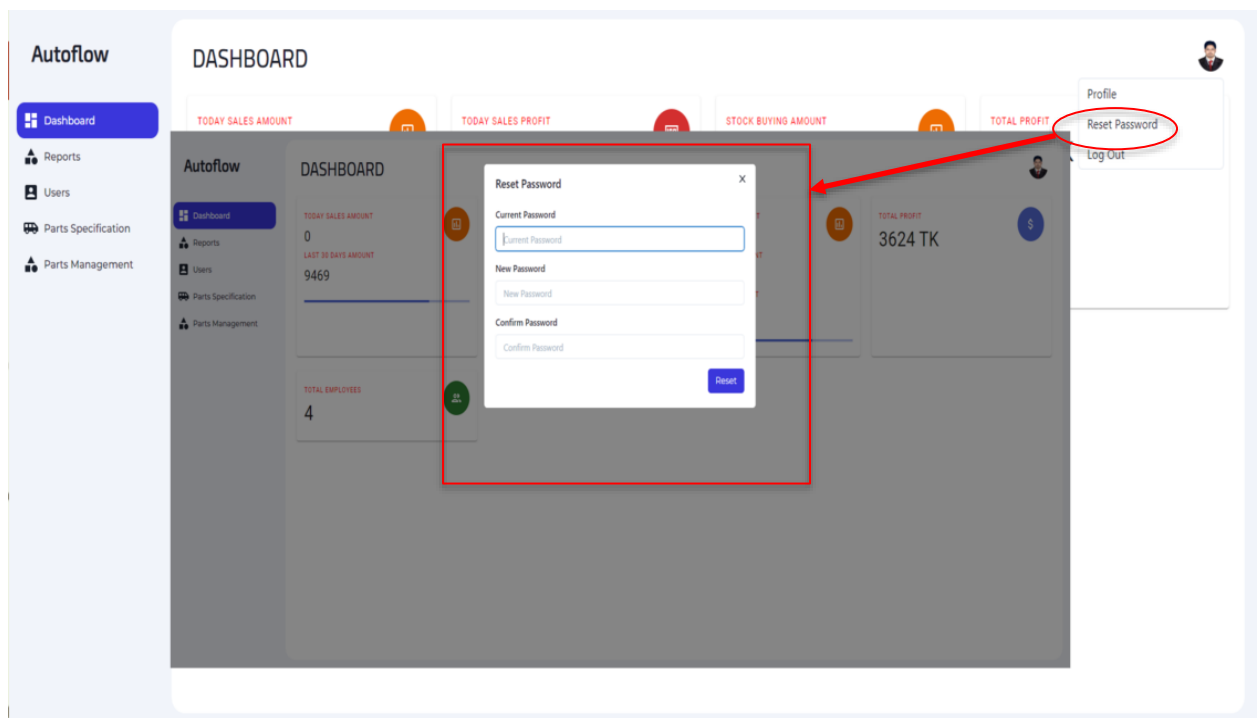 Autoflow
DASHBOARD
Profile
Reset Password
Log Out
Dashboard
Reports
Users
Parts Specification
Parts Management
TODAY SALES AMOUNT
TODAY SALES PROFIT
STOCK BUYING AMOUNT
TOTAL PROFIT
Autoflow
DASHBOARD
Dashboard
Reports
Users
Parts Specification
Parts Management
TODAY SALES AMOUNT
0
LAST 30 DAYS AMOUNT
9469
TOTAL PROFIT
3624 TK
$
TOTAL EMPLOYEES
4
Reset Password
X
Current Password
Current Password
New Password
New Password
Confirm Password
Confirm Password
Reset